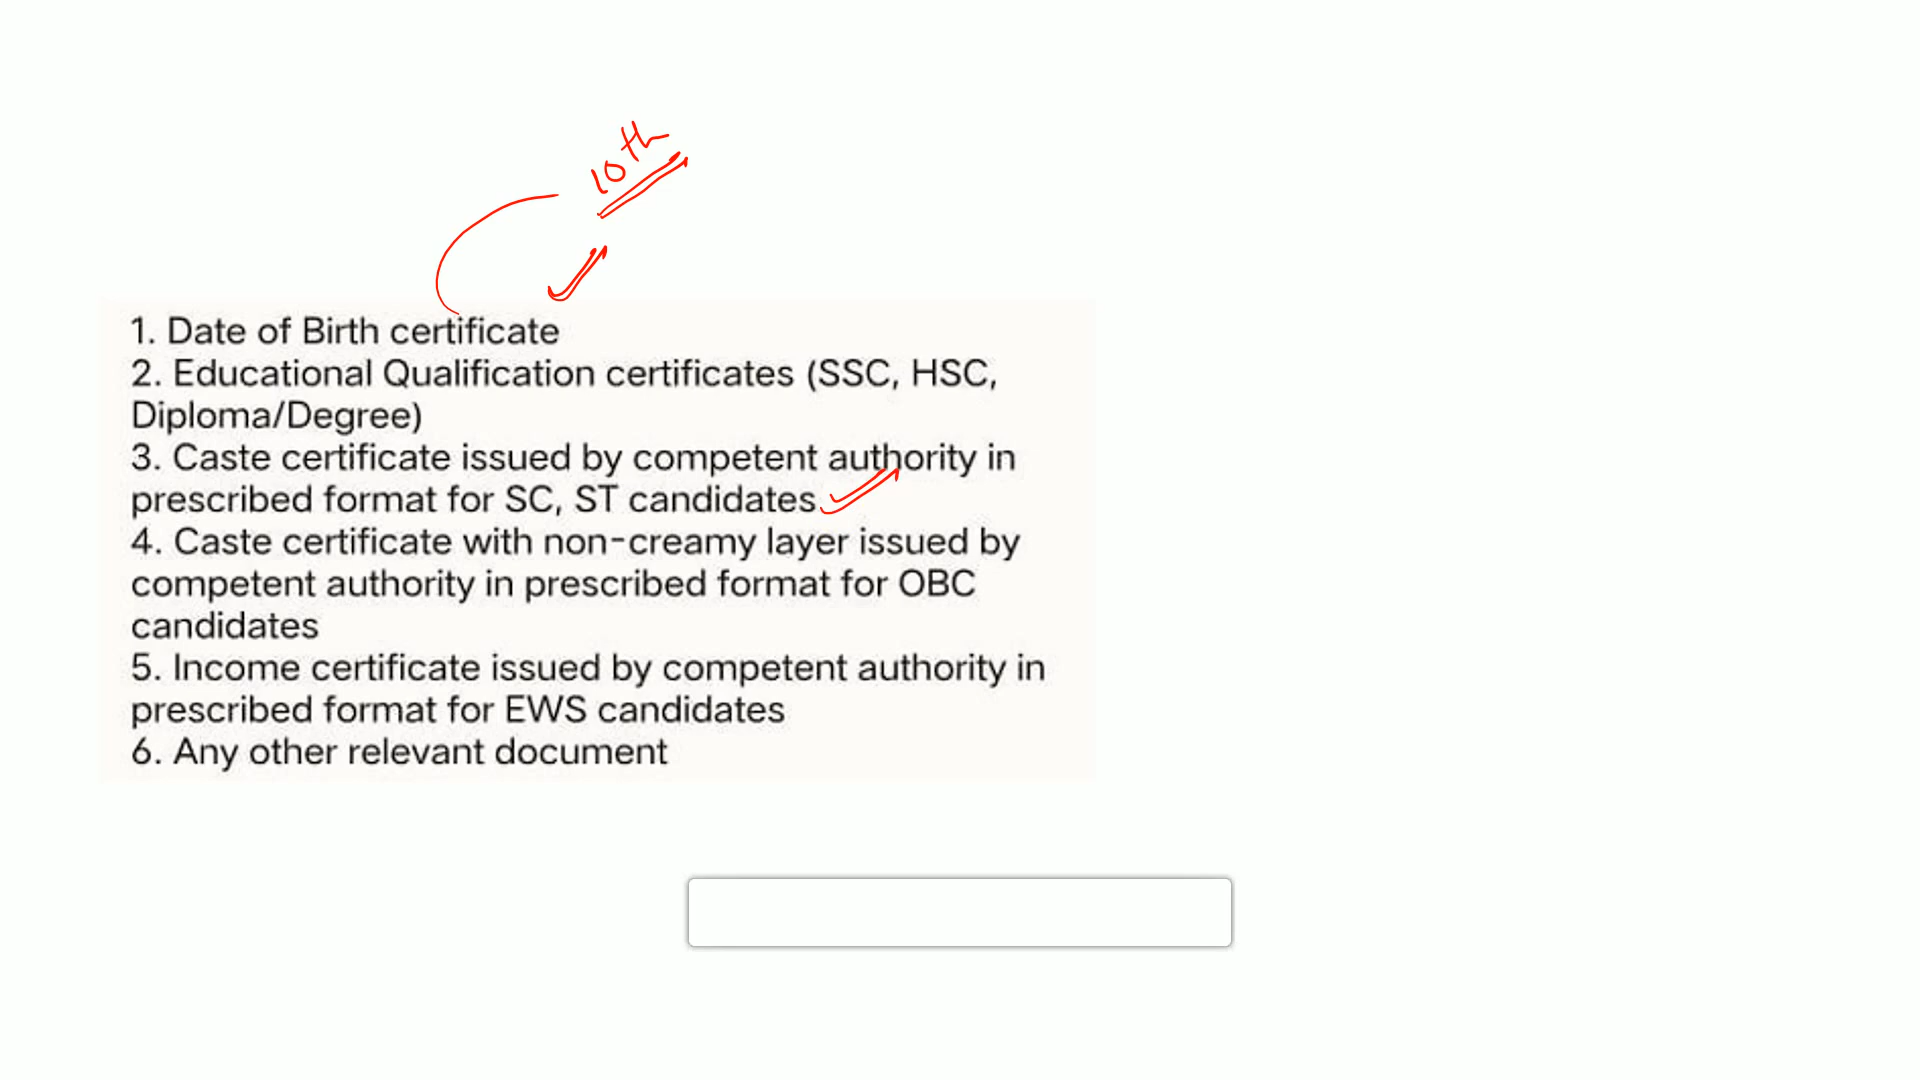 10th
1. Date of Birth certificate
2. Educational Qualification certificates (SSC, HSC,
Diploma/Degree)
3. Caste certificate issued by competent authority in
prescribed format for SC, ST candidates
4. Caste certificate with non-creamy layer issued by
competent authority in prescribed format for OBC
candidates
5. Income certificate issued by competent authority in
prescribed format for EWS candidates
6. Any other relevant document